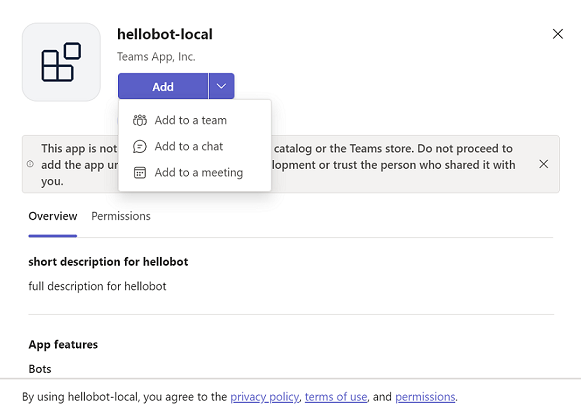 hellobot-local
Teams App, Inc.
Add
Add to a team
Add to a chat
Add to a meeting
This app is not catalog or the Teams store. Do not proceed to
add the app lopment or trust the person who shared it with
you.
Overview Permissions
short description for hellobot
full description for hellobot
App features
Bots
By using hellobot-local, you agree to the privacy policy, terms of use, and permissions.